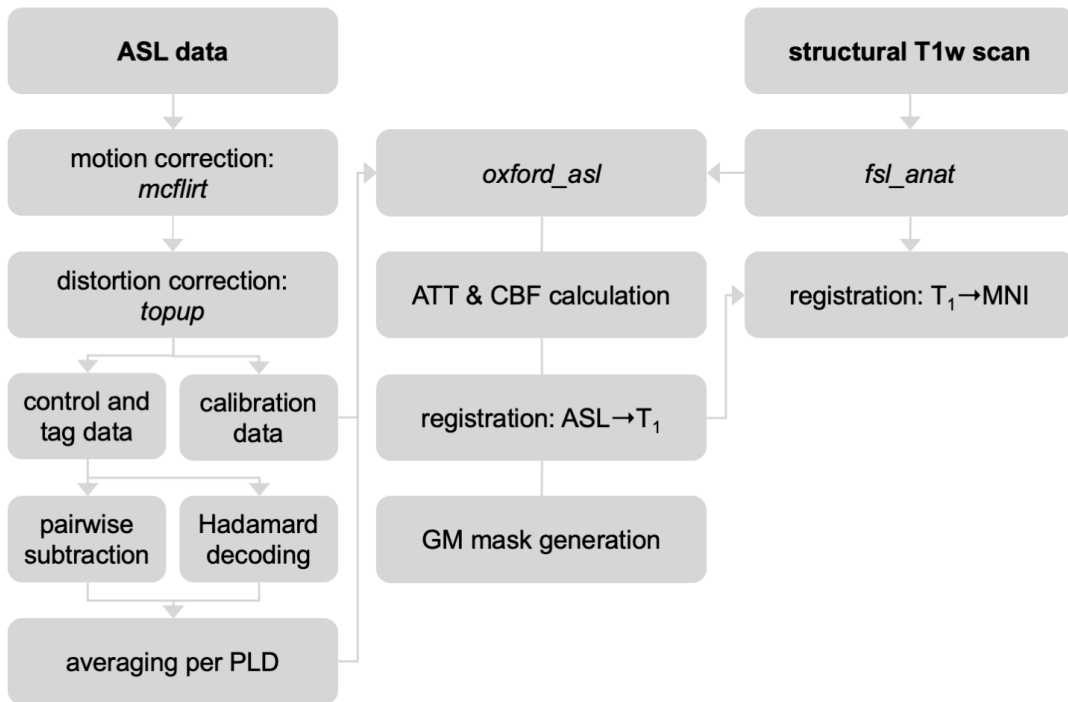 ASL data
motion correction:
mcflirt
distortion correction:
topup
control and
tag data
calibration
data
pairwise
subtraction
Hadamard
decoding
averaging per PLD
oxford_asl
ATT & CBF calculation
registration: ASL→T₁
GM mask generation
structural T1w scan
fsl_anat
registration: T₁→MNI